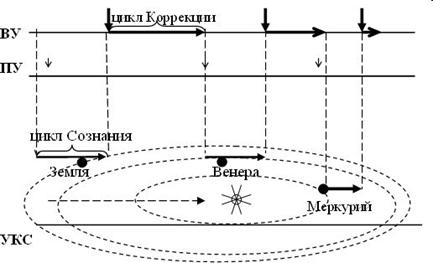 цикл Коррекции
ВУ
ПУ
цикл Сознания
Земля
Венера
Меркурий
УКС